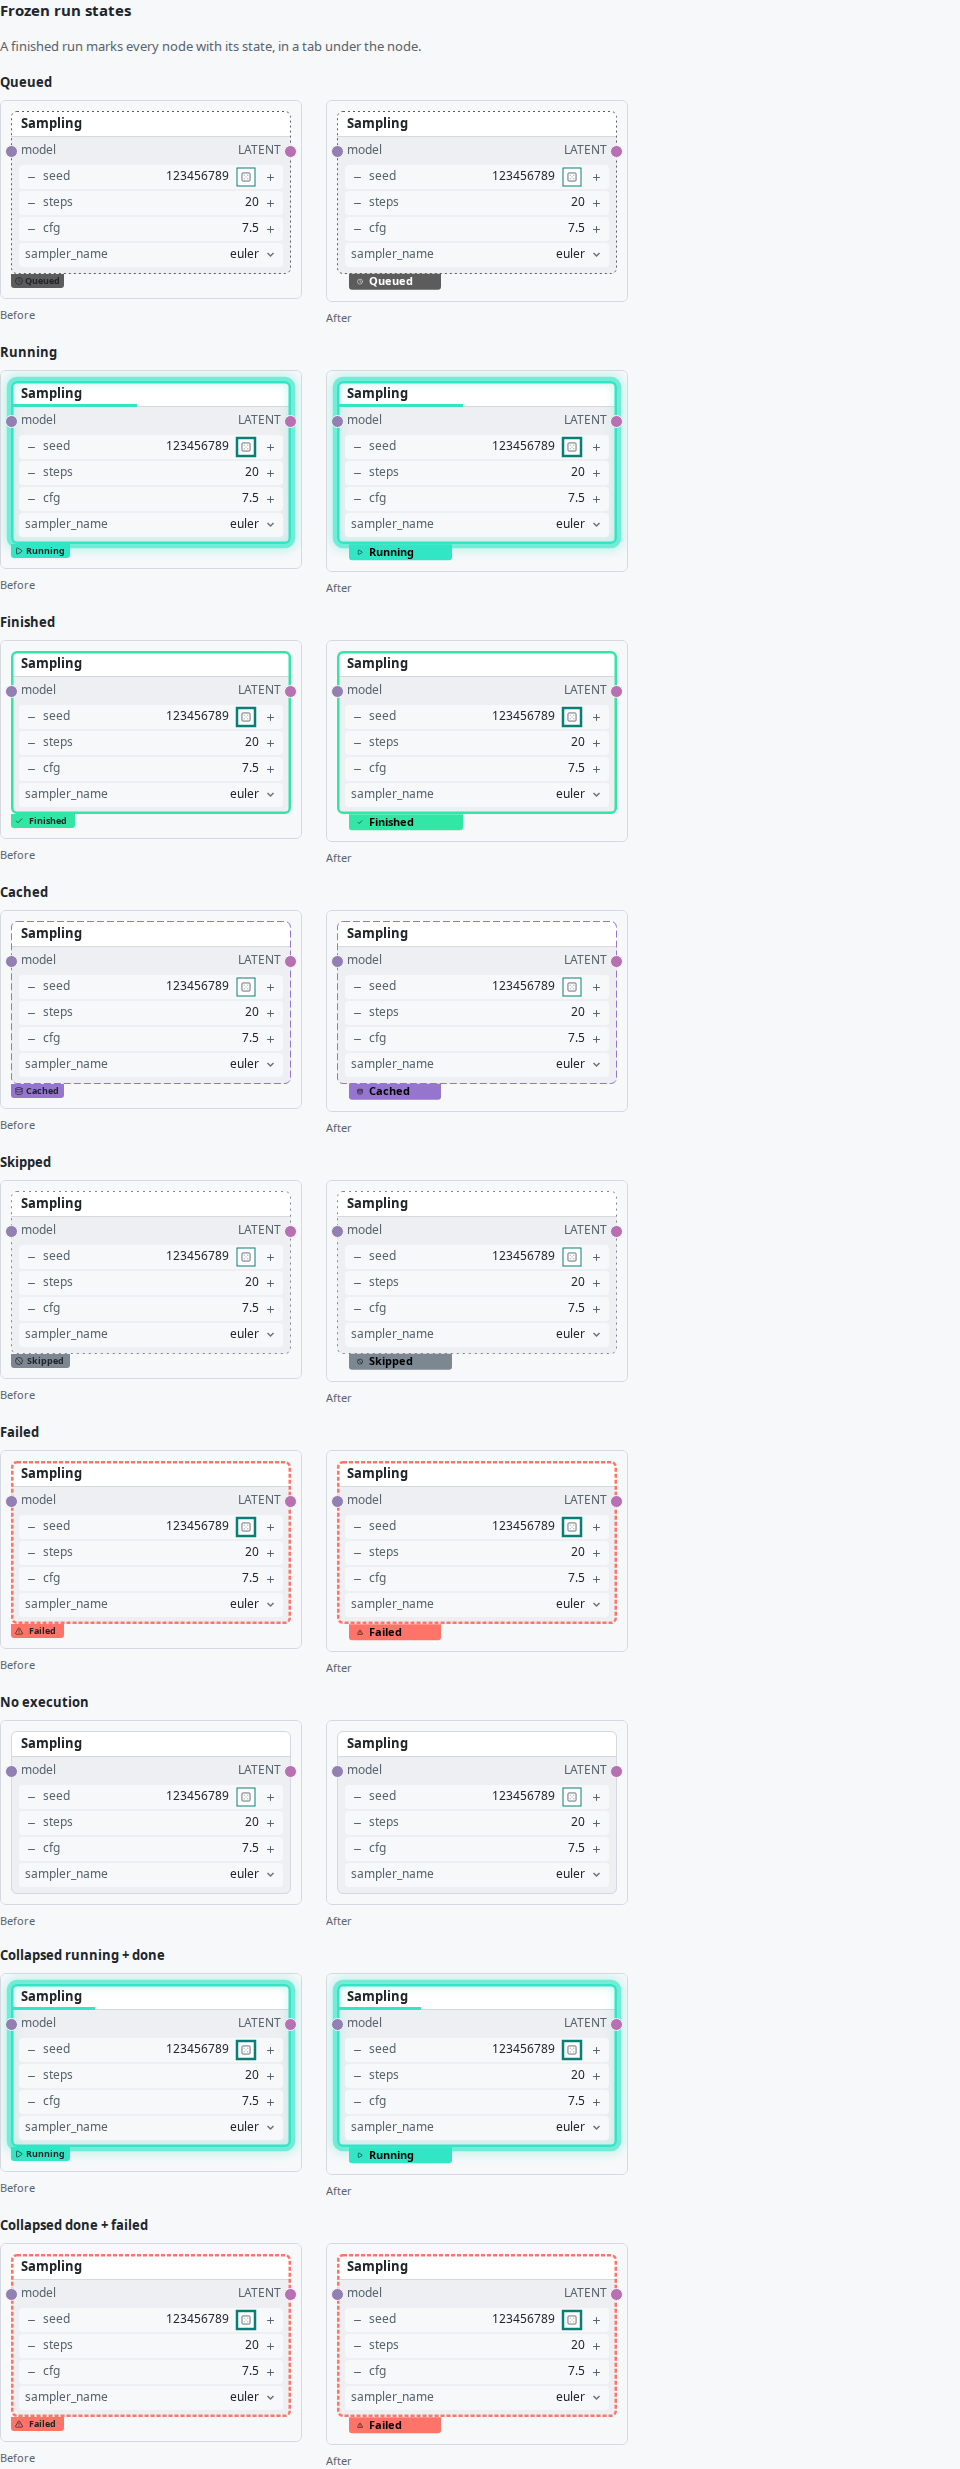 Frozen run states
A finished run marks every node with its state, in a tab under the node.
Queued
Sampling
model LATENT
– seed 123456789 +
– steps 20 +
– cfg 7.5 +
sampler_name euler
Queued
Before
Sampling
model LATENT
– seed 123456789 +
– steps 20 +
– cfg 7.5 +
sampler_name euler
Queued
After
Running
Sampling
model LATENT
– seed 123456789 +
– steps 20 +
– cfg 7.5 +
sampler_name euler
Running
Before
Sampling
model LATENT
– seed 123456789 +
– steps 20 +
– cfg 7.5 +
sampler_name euler
Running
After
Finished
Sampling
model LATENT
– seed 123456789 +
– steps 20 +
– cfg 7.5 +
sampler_name euler
Finished
Before
Sampling
model LATENT
– seed 123456789 +
– steps 20 +
– cfg 7.5 +
sampler_name euler
Finished
After
Cached
Sampling
model LATENT
– seed 123456789 +
– steps 20 +
– cfg 7.5 +
sampler_name euler
Cached
Before
Sampling
model LATENT
– seed 123456789 +
– steps 20 +
– cfg 7.5 +
sampler_name euler
Cached
After
Skipped
Sampling
model LATENT
– seed 123456789 +
– steps 20 +
– cfg 7.5 +
sampler_name euler
Skipped
Before
Sampling
model LATENT
– seed 123456789 +
– steps 20 +
– cfg 7.5 +
sampler_name euler
Skipped
After
Failed
Sampling
model LATENT
– seed 123456789 +
– steps 20 +
– cfg 7.5 +
sampler_name euler
Failed
Before
Sampling
model LATENT
– seed 123456789 +
– steps 20 +
– cfg 7.5 +
sampler_name euler
Failed
After
No execution
Sampling
model LATENT
– seed 123456789 +
– steps 20 +
– cfg 7.5 +
sampler_name euler
Before
Sampling
model LATENT
– seed 123456789 +
– steps 20 +
– cfg 7.5 +
sampler_name euler
After
Collapsed running + done
Sampling
model LATENT
– seed 123456789 +
– steps 20 +
– cfg 7.5 +
sampler_name euler
Running
Before
Sampling
model LATENT
– seed 123456789 +
– steps 20 +
– cfg 7.5 +
sampler_name euler
Running
After
Collapsed done + failed
Sampling
model LATENT
– seed 123456789 +
– steps 20 +
– cfg 7.5 +
sampler_name euler
Failed
Before
Sampling
model LATENT
– seed 123456789 +
– steps 20 +
– cfg 7.5 +
sampler_name euler
Failed
After